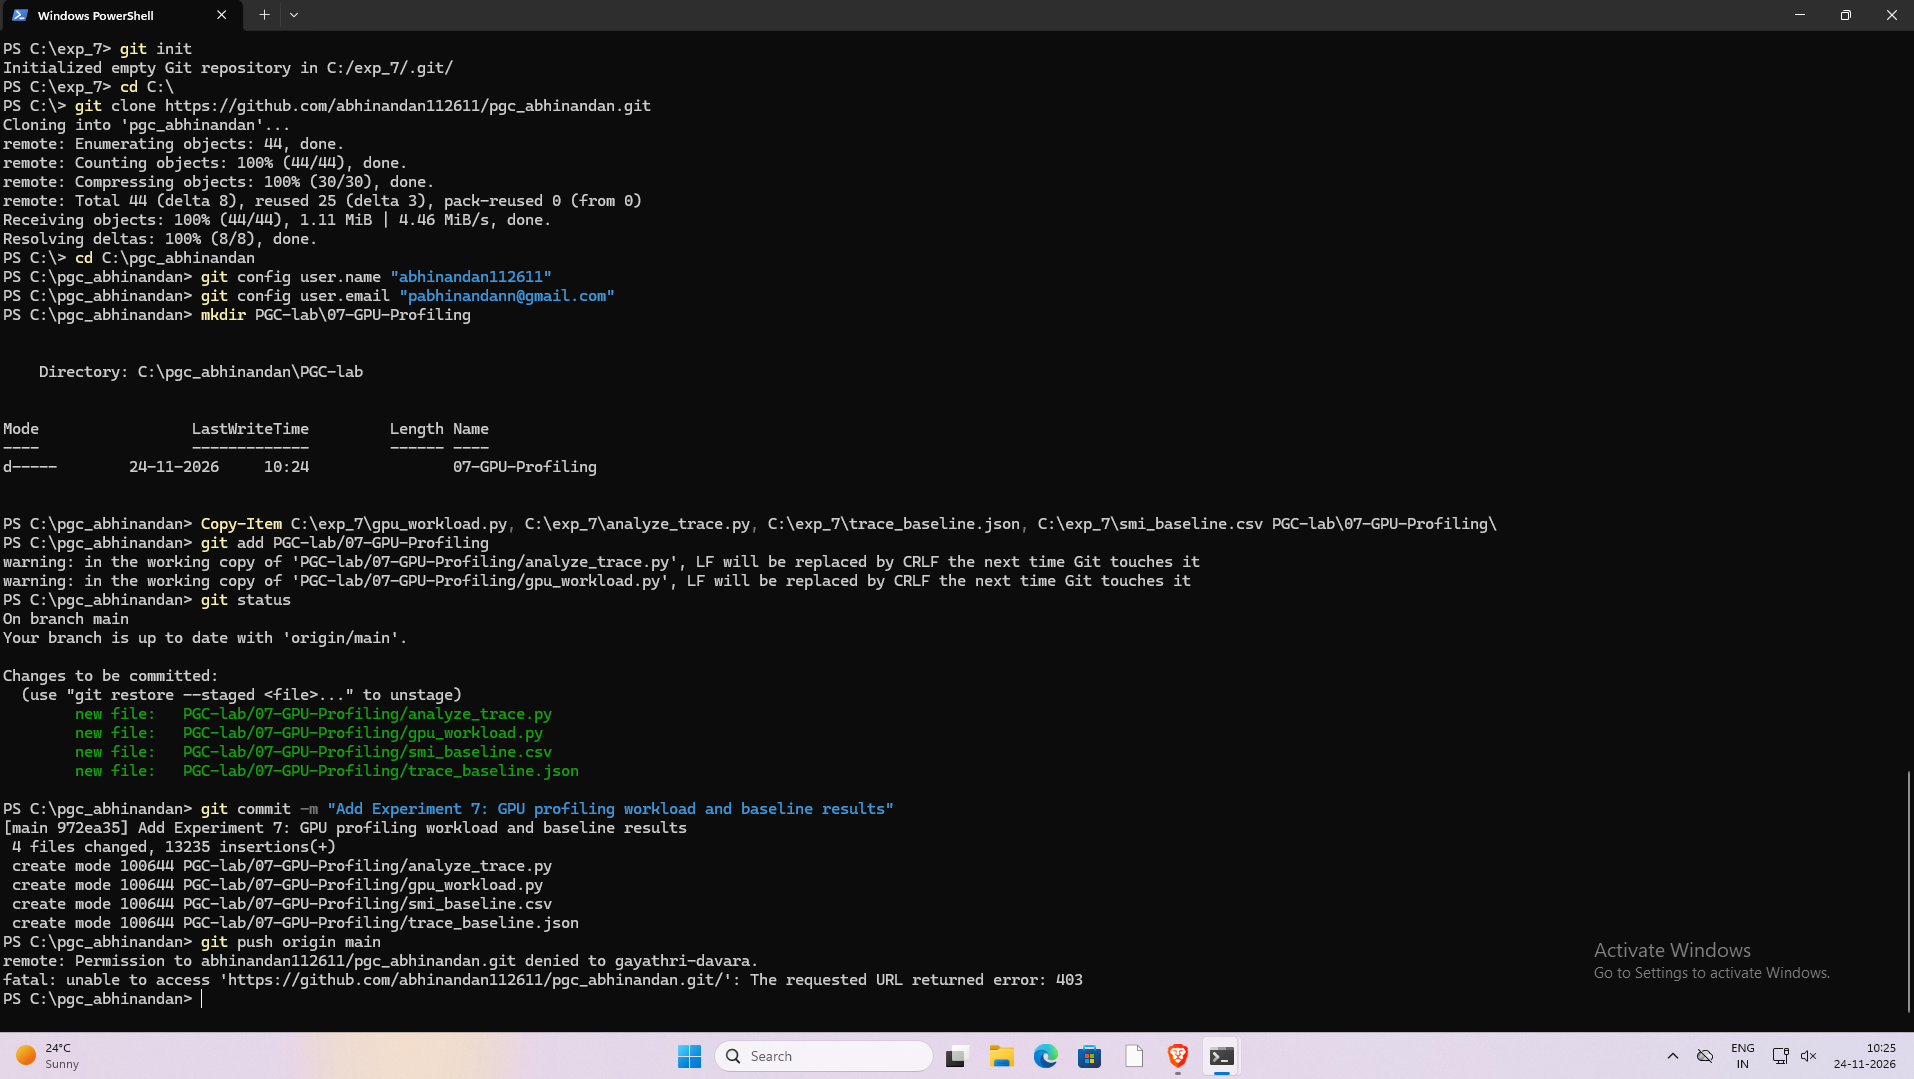 Windows PowerShell
PS C:\exp_7> git init
Initialized empty Git repository in C:/exp_7/.git/
PS C:\exp_7> cd C:\
PS C:\> git clone https://github.com/abhinandan112611/pgc_abhinandan.git
Cloning into 'pgc_abhinandan'...
remote: Enumerating objects: 44, done.
remote: Counting objects: 100% (44/44), done.
remote: Compressing objects: 100% (30/30), done.
remote: Total 44 (delta 8), reused 25 (delta 3), pack-reused 0 (from 0)
Receiving objects: 100% (44/44), 1.11 MiB | 4.46 MiB/s, done.
Resolving deltas: 100% (8/8), done.
PS C:\> cd C:\pgc_abhinandan
PS C:\pgc_abhinandan> git config user.name "abhinandan112611"
PS C:\pgc_abhinandan> git config user.email "pabhinandann@gmail.com"
PS C:\pgc_abhinandan> mkdir PGC-lab\07-GPU-Profiling
Directory: C:\pgc_abhinandan\PGC-lab
Mode LastWriteTime Length Name
---- ------------- ------ ----
d----- 24-11-2026 10:24 07-GPU-Profiling
PS C:\pgc_abhinandan> Copy-Item C:\exp_7\gpu_workload.py, C:\exp_7\analyze_trace.py, C:\exp_7\trace_baseline.json, C:\exp_7\smi_baseline.csv PGC-lab\07-GPU-Profiling\
PS C:\pgc_abhinandan> git add PGC-lab/07-GPU-Profiling
warning: in the working copy of 'PGC-lab/07-GPU-Profiling/analyze_trace.py', LF will be replaced by CRLF the next time Git touches it
warning: in the working copy of 'PGC-lab/07-GPU-Profiling/gpu_workload.py', LF will be replaced by CRLF the next time Git touches it
PS C:\pgc_abhinandan> git status
On branch main
Your branch is up to date with 'origin/main'.
Changes to be committed:
(use "git restore --staged <file>..." to unstage)
new file: PGC-lab/07-GPU-Profiling/analyze_trace.py
new file: PGC-lab/07-GPU-Profiling/gpu_workload.py
new file: PGC-lab/07-GPU-Profiling/smi_baseline.csv
new file: PGC-lab/07-GPU-Profiling/trace_baseline.json
PS C:\pgc_abhinandan> git commit -m "Add Experiment 7: GPU profiling workload and baseline results"
[main 972ea35] Add Experiment 7: GPU profiling workload and baseline results
4 files changed, 13235 insertions(+)
create mode 100644 PGC-lab/07-GPU-Profiling/analyze_trace.py
create mode 100644 PGC-lab/07-GPU-Profiling/gpu_workload.py
create mode 100644 PGC-lab/07-GPU-Profiling/smi_baseline.csv
create mode 100644 PGC-lab/07-GPU-Profiling/trace_baseline.json
PS C:\pgc_abhinandan> git push origin main
remote: Permission to abhinandan112611/pgc_abhinandan.git denied to gayathri-davara.
fatal: unable to access 'https://github.com/abhinandan112611/pgc_abhinandan.git/': The requested URL returned error: 403
PS C:\pgc_abhinandan>
Activate Windows
Go to Settings to activate Windows.
24°C
Sunny
Search
ENG
IN
10:25
24-11-2026